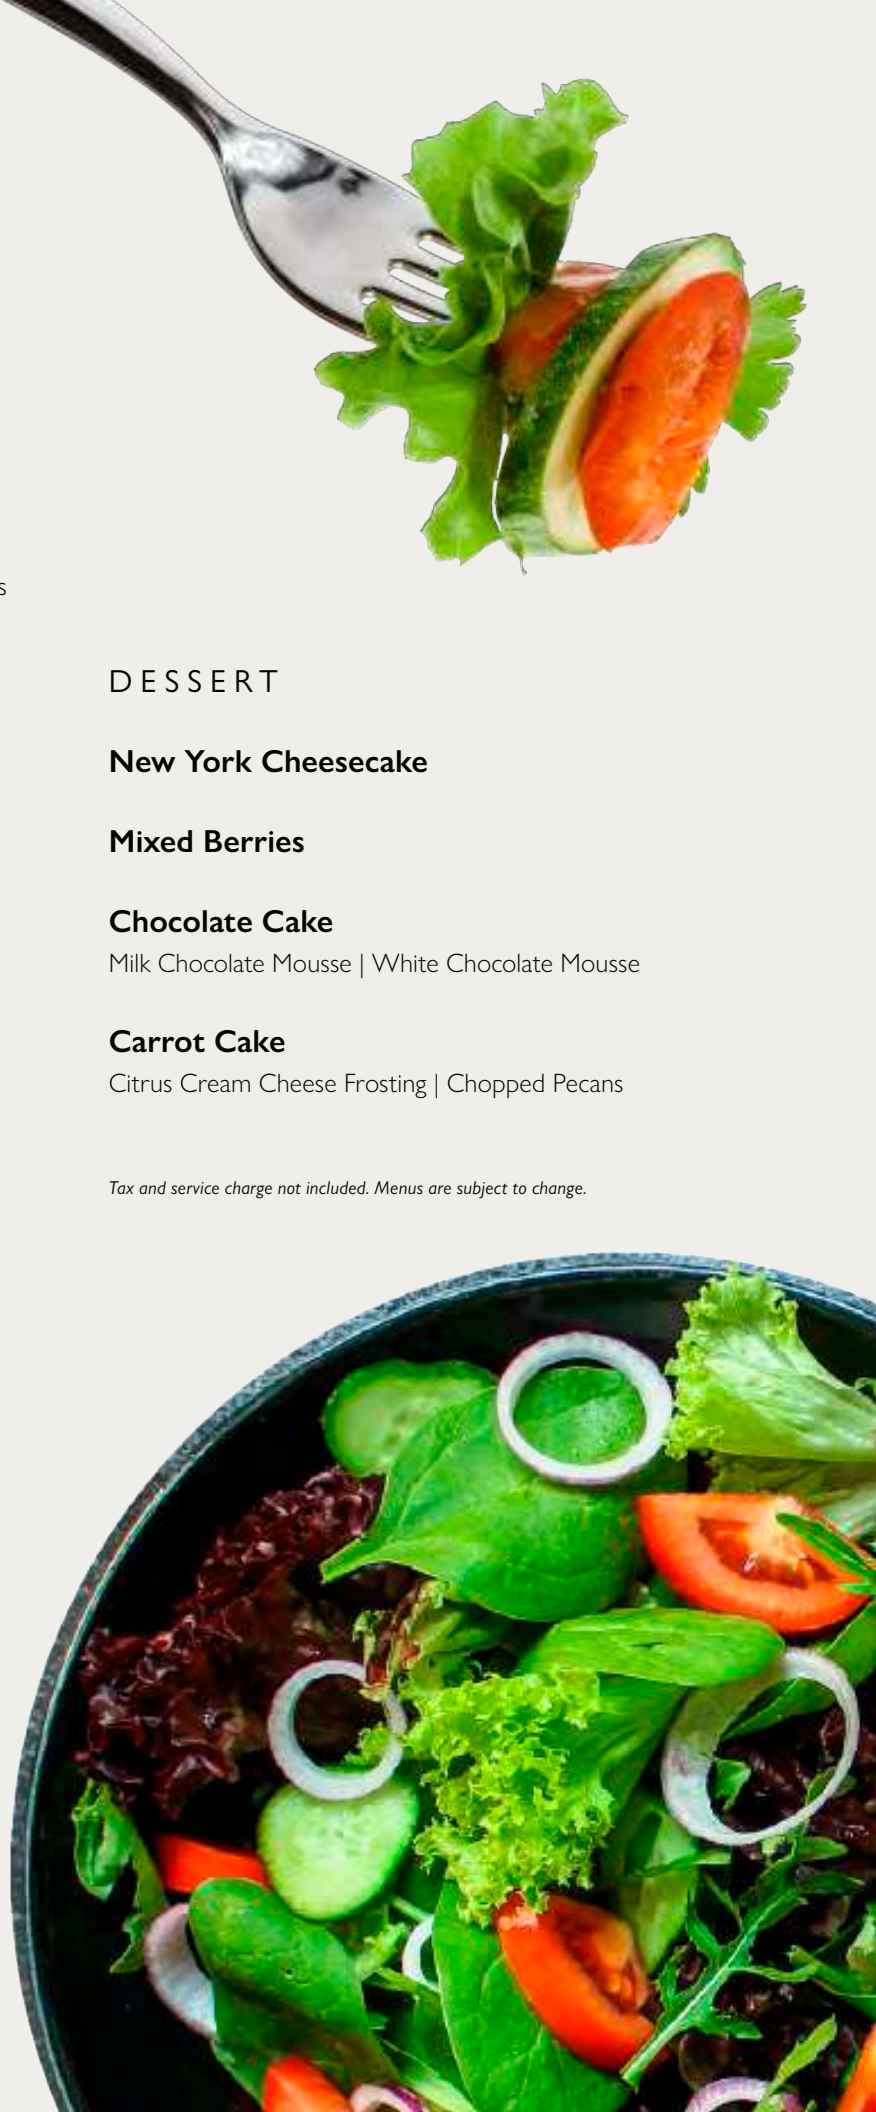 s
DESSERT
New York Cheesecake
Mixed Berries
Chocolate Cake
Milk Chocolate Mousse | White Chocolate Mousse
Carrot Cake
Citrus Cream Cheese Frosting | Chopped Pecans
Tax and service charge not included. Menus are subject to change.